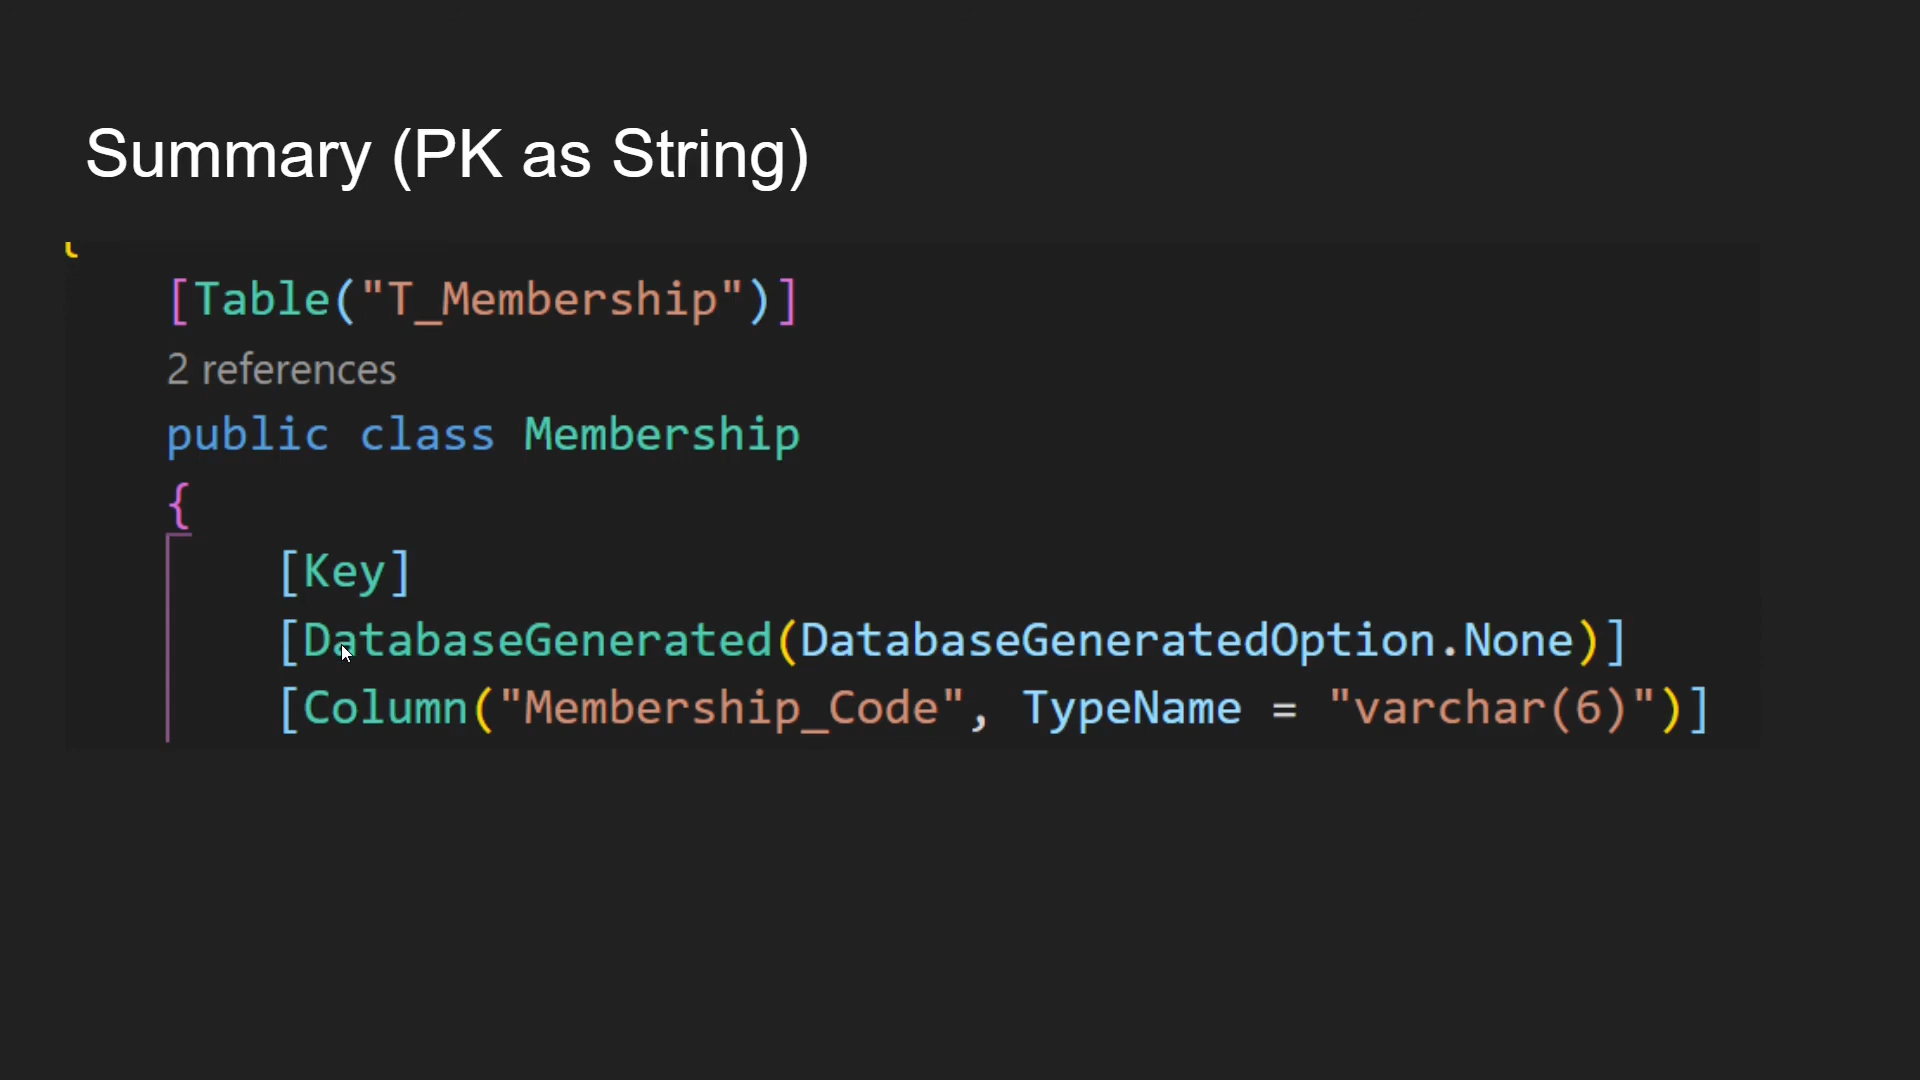 Summary (PK as String)
[Table("T_Membership")]
2 references
public class Membership
{
[Key]
[DatabaseGenerated(DatabaseGeneratedOption.None)]
[Column("Membership_Code", TypeName = "varchar(6)")]